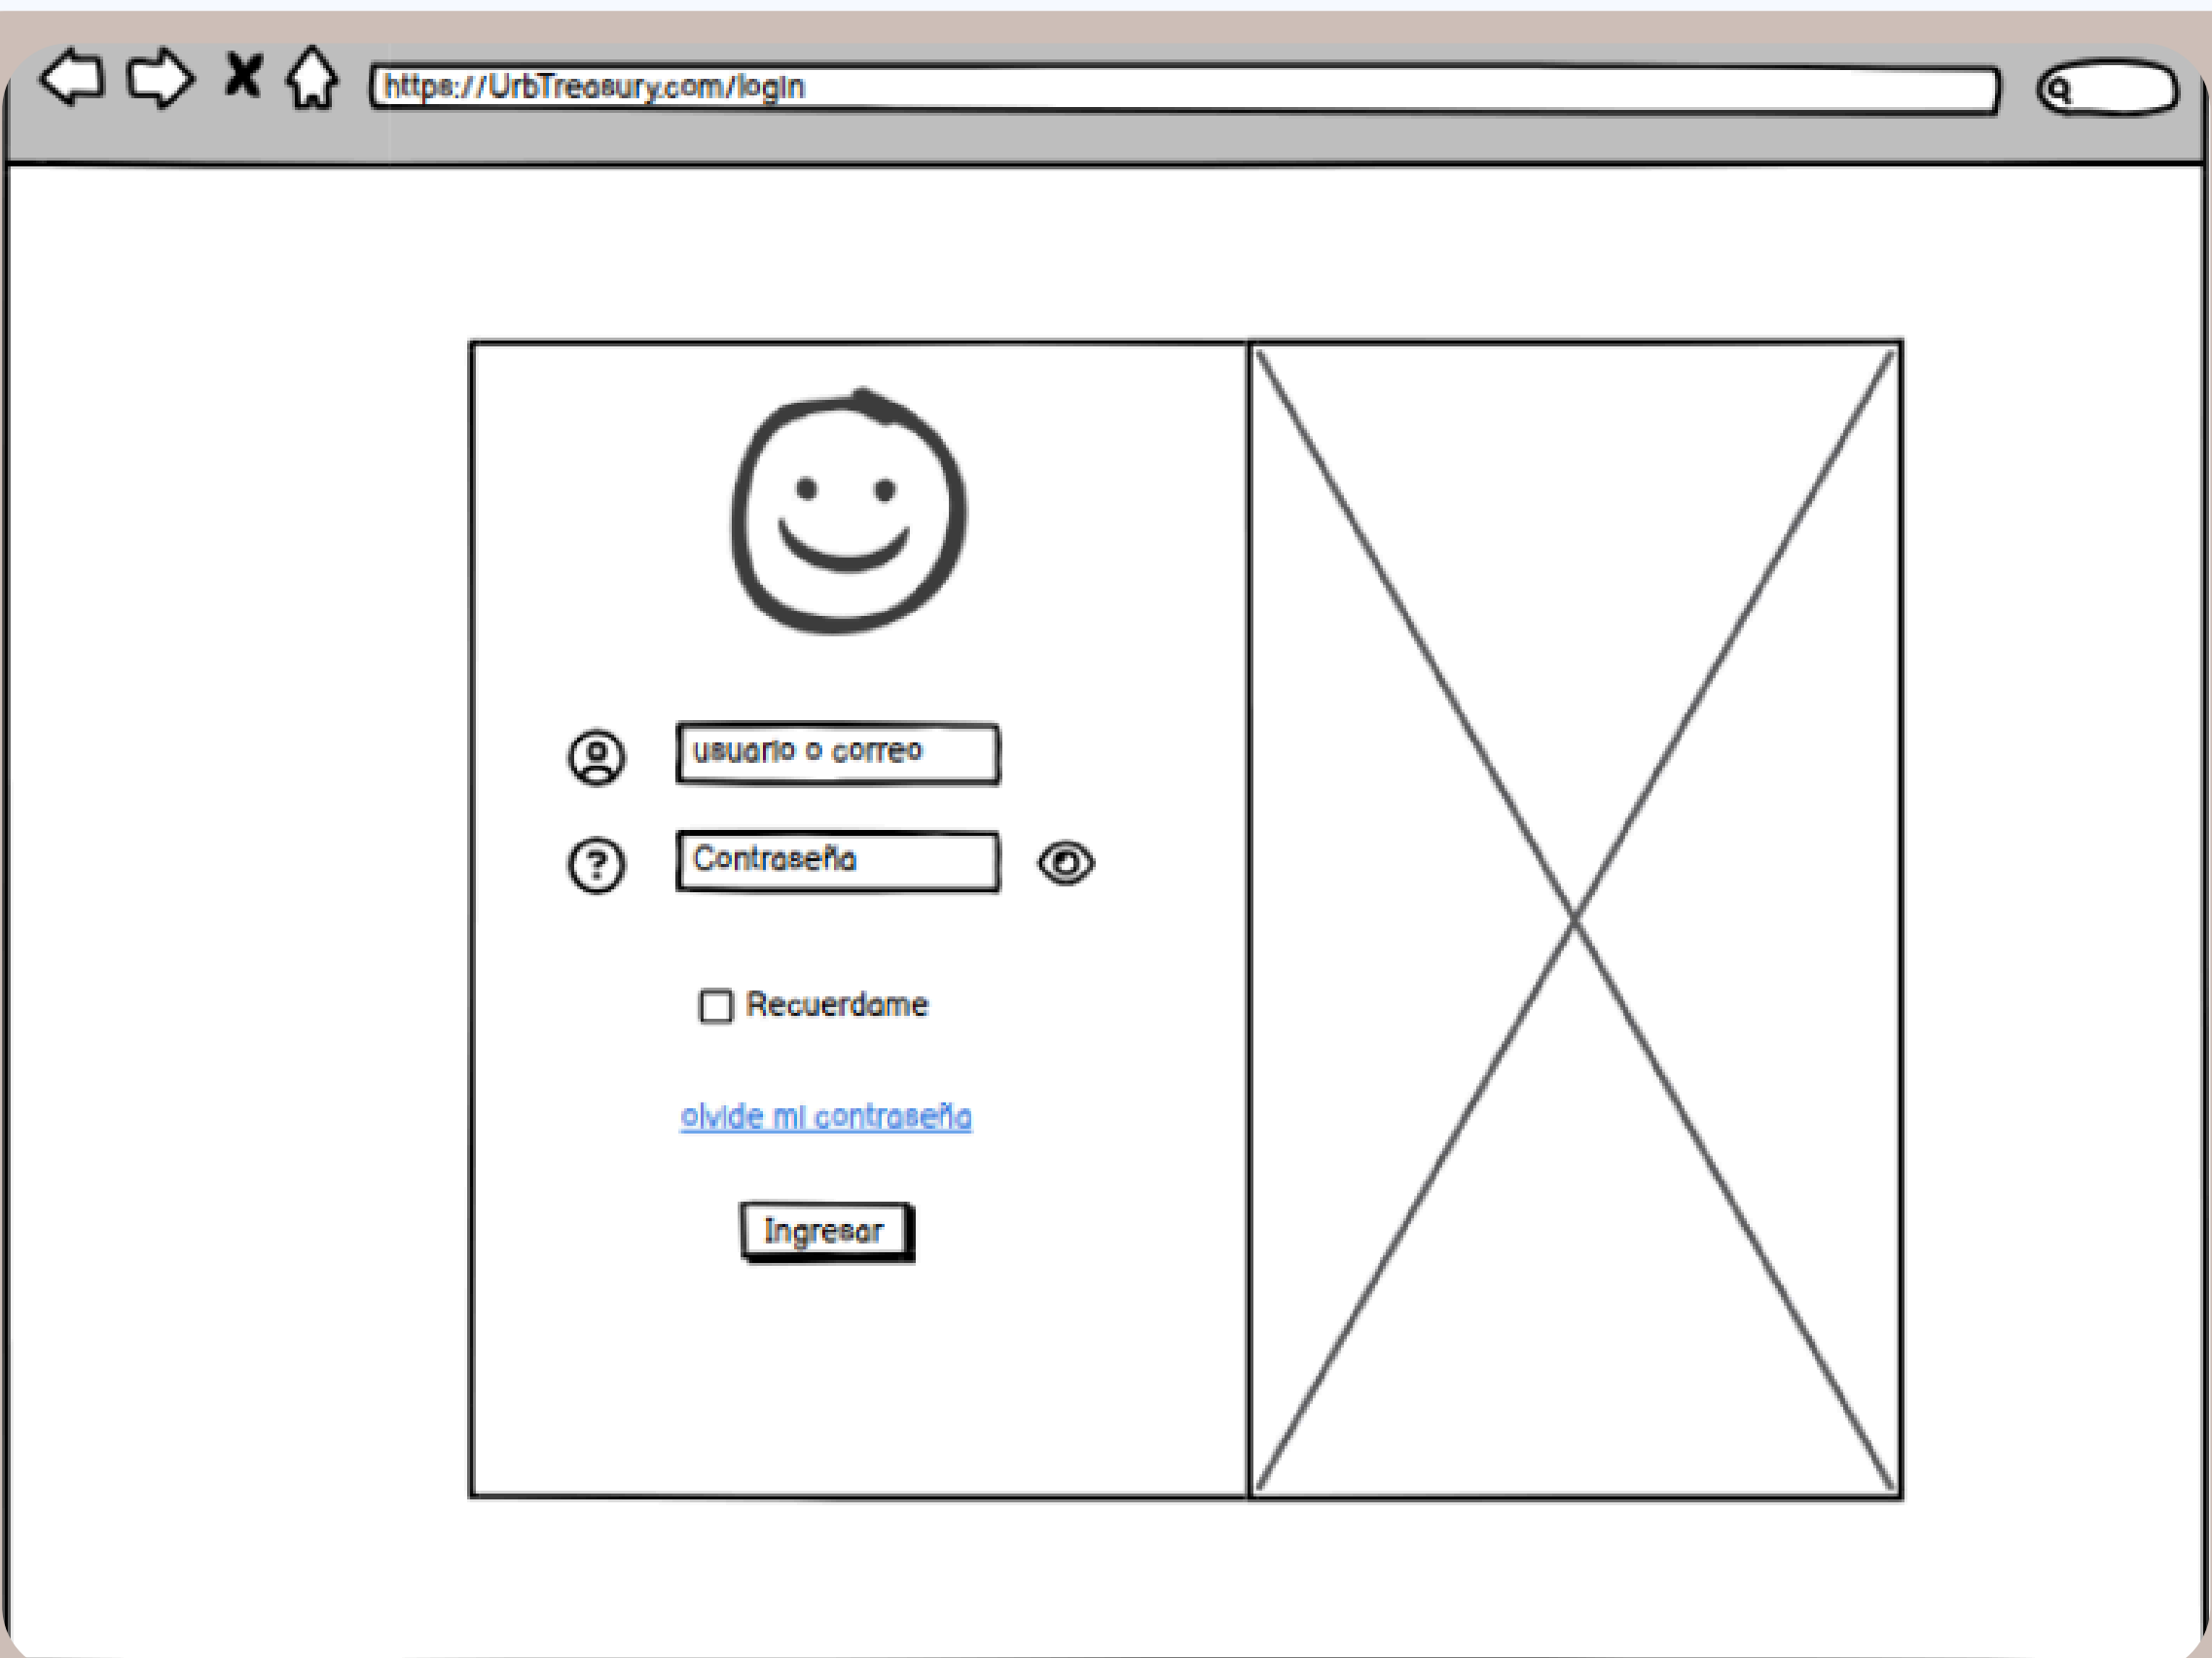 https://UrbTreasury.com/login
usuario o correo
Contraseña
Recuerdame
olvide mi contraseña
Ingresar